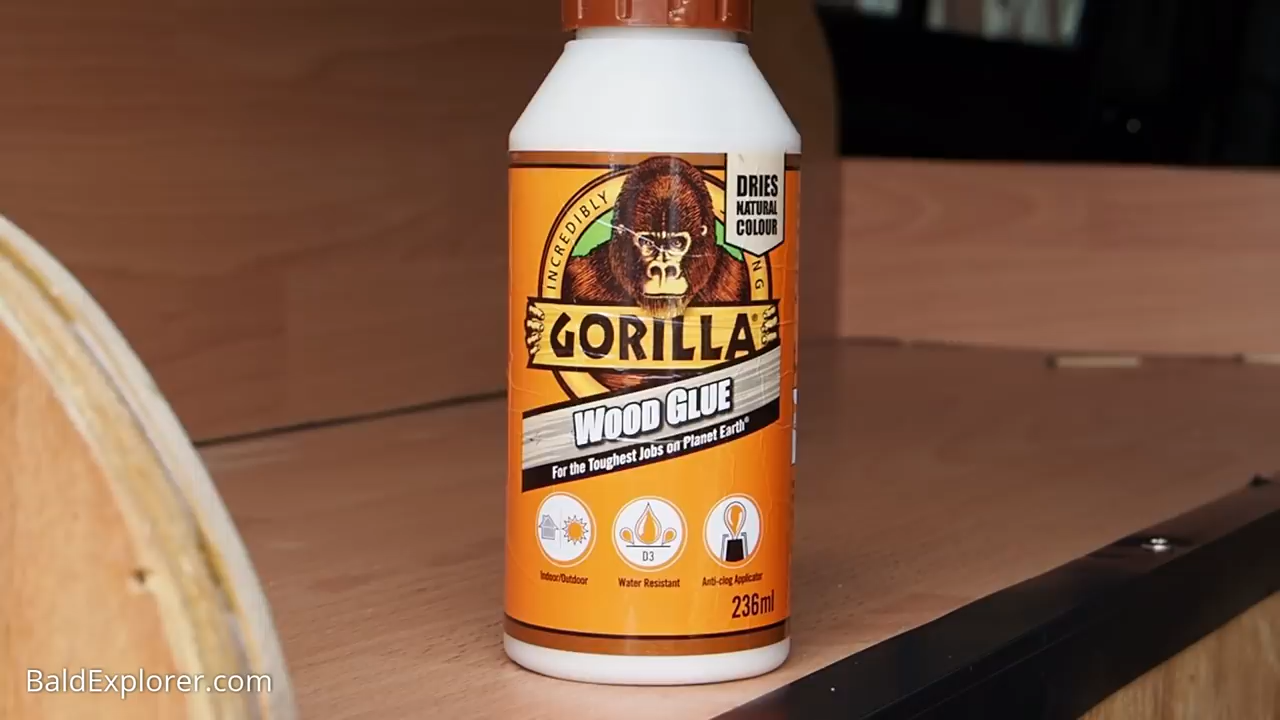 DRIES
NATURAL
COLOUR
INCREDIBLY
NG
GORILLA®
WOOD GLUE
For the Toughest Jobs on Planet Earth®
D3
Indoor/Outdoor
Water Resistant
Anti-clog Applicator
236ml
BaldExplorer.com